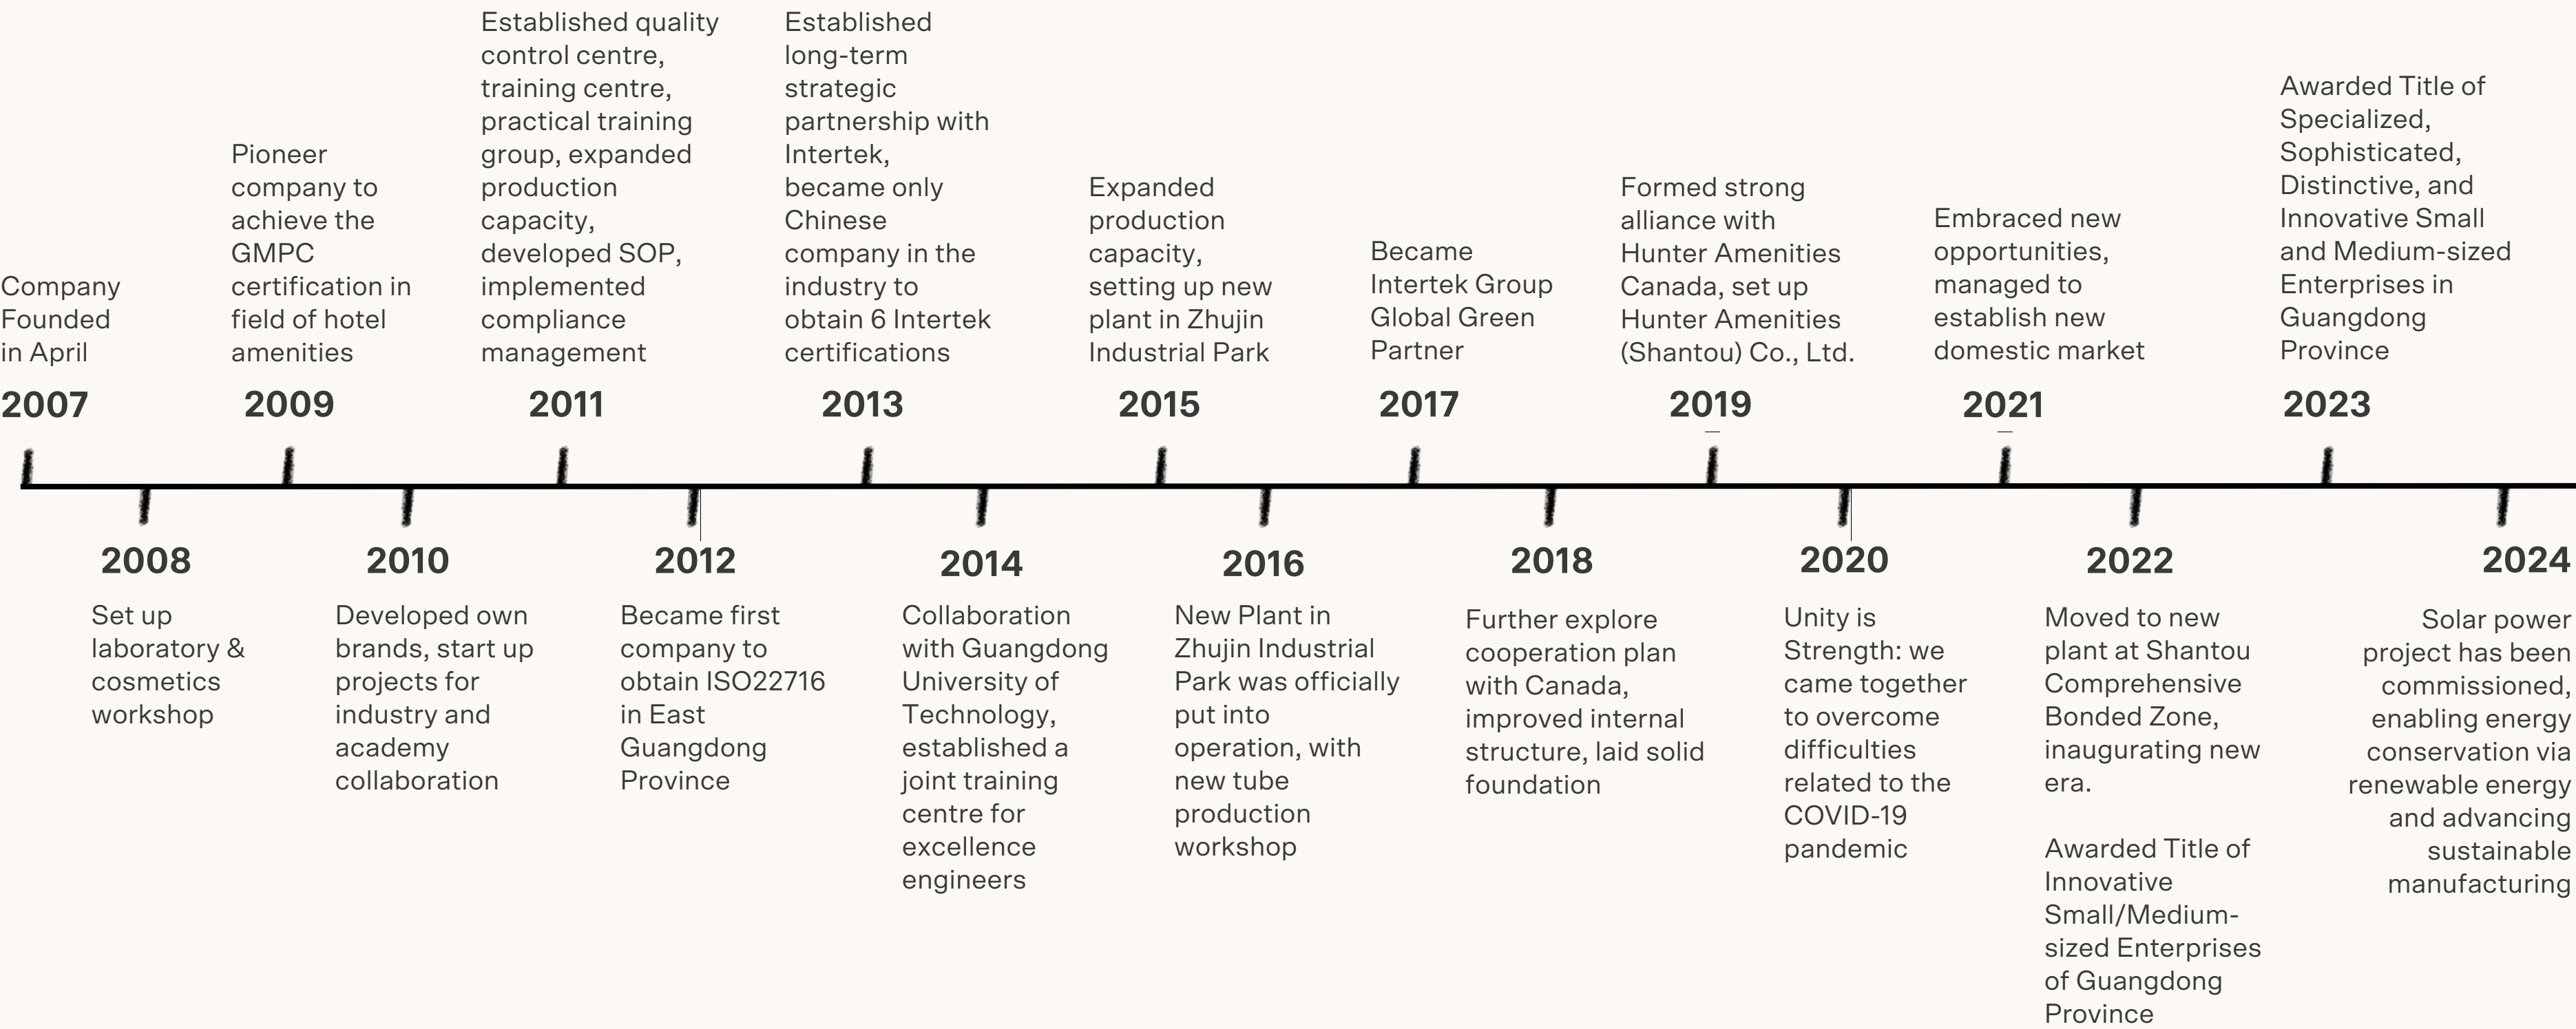 Company
Founded
in April
2007
2008
Set up
laboratory &
cosmetics
workshop
Pioneer
company to
achieve the
GMPC
certification in
field of hotel
amenities
2009
2010
Developed own
brands, start up
projects for
industry and
academy
collaboration
Established quality
control centre,
training centre,
practical training
group, expanded
production
capacity,
developed SOP,
implemented
compliance
management
2011
2012
Became first
company to
obtain ISO22716
in East
Guangdong
Province
Established
long-term
strategic
partnership with
Intertek,
became only
Chinese
company in the
industry to
obtain 6 Intertek
certifications
2013
2014
Collaboration
with Guangdong
University of
Technology,
established a
joint training
centre for
excellence
engineers
Expanded
production
capacity,
setting up new
plant in Zhujin
Industrial Park
2015
2016
New Plant in
Zhujin Industrial
Park was officially
put into
operation, with
new tube
production
workshop
Became
Intertek Group
Global Green
Partner
2017
2018
Further explore
cooperation plan
with Canada,
improved internal
structure, laid solid
foundation
Formed strong
alliance with
Hunter Amenities
Canada, set up
Hunter Amenities
(Shantou) Co., Ltd.
2019
2020
Unity is
Strength: we
came together
to overcome
difficulties
related to the
COVID-19
pandemic
Embraced new
opportunities,
managed to
establish new
domestic market
2021
2022
Moved to new
plant at Shantou
Comprehensive
Bonded Zone,
inaugurating new
era.
Awarded Title of
Innovative
Small/Medium-
sized Enterprises
of Guangdong
Province
Awarded Title of
Specialized,
Sophisticated,
Distinctive, and
Innovative Small
and Medium-sized
Enterprises in
Guangdong
Province
2023
2024
Solar power
project has been
commissioned,
enabling energy
conservation via
renewable energy
and advancing
sustainable
manufacturing